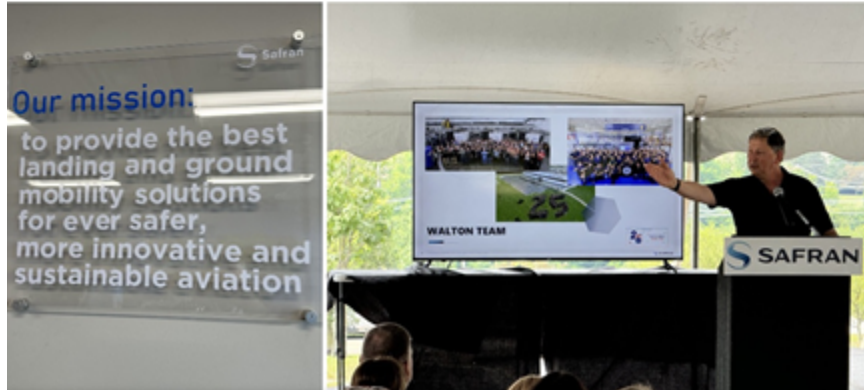 Safran
Our mission:
to provide the best
landing and ground
mobility solutions
for ever safer,
more innovative and
sustainable aviation
25
WALTON TEAM
SAFRAN